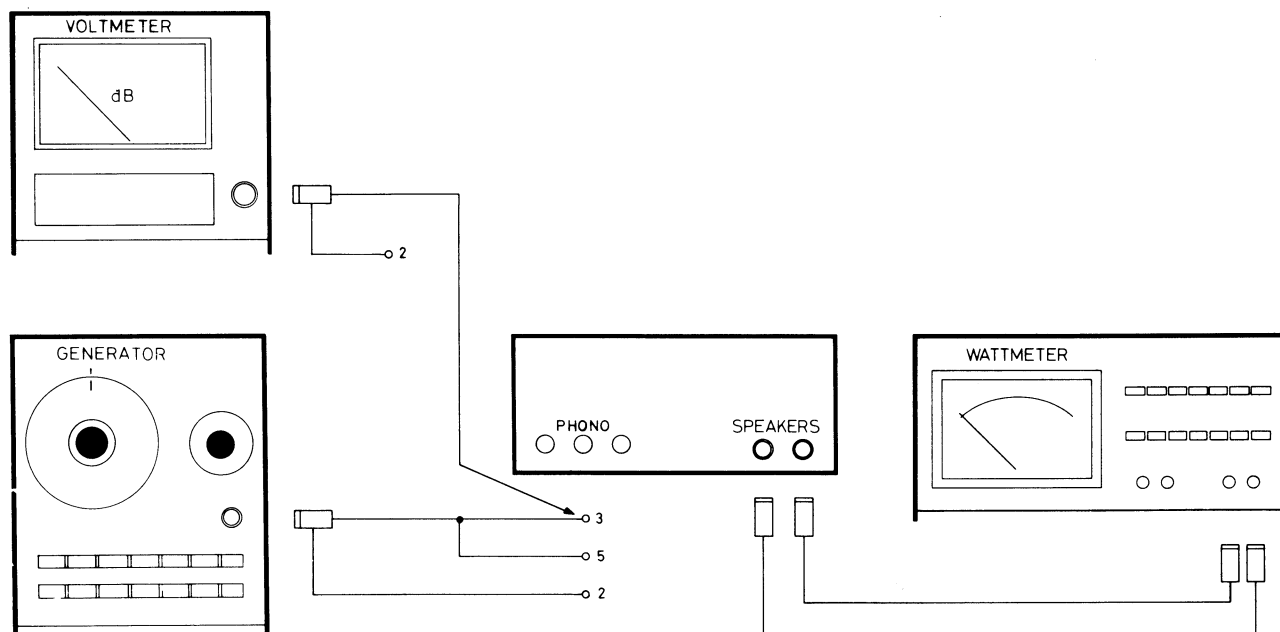 VOLTMETER
dB
2
GENERATOR
PHONO
SPEAKERS
WATTMETER
3
5
2